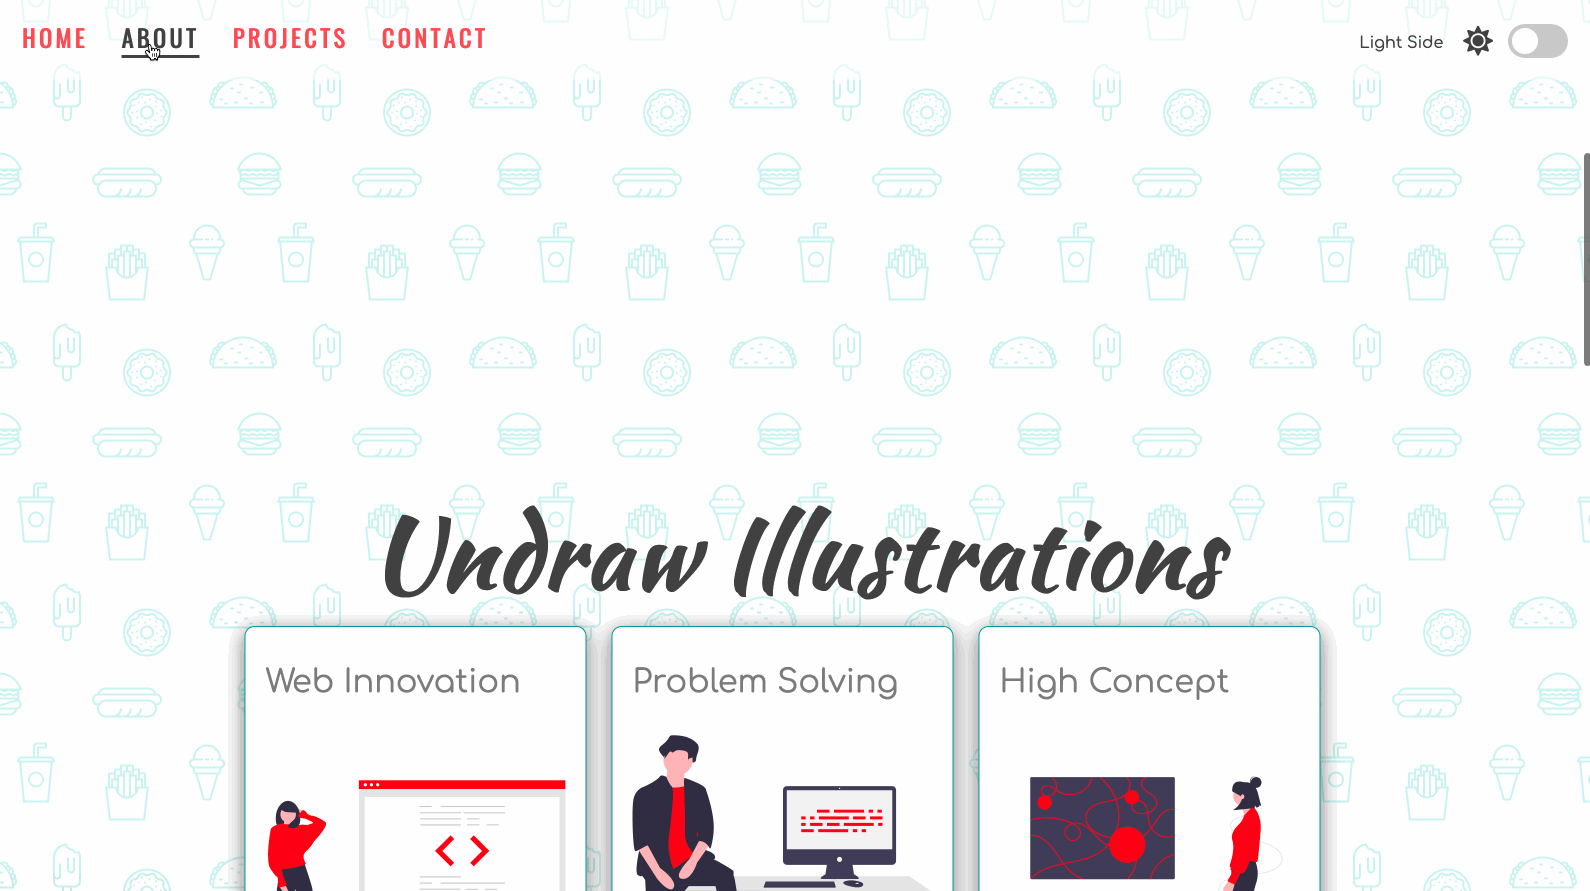 HOME ABOUT PROJECTS CONTACT Light Side
Undraw Illustrations
Web Innovation Problem Solving High Concept